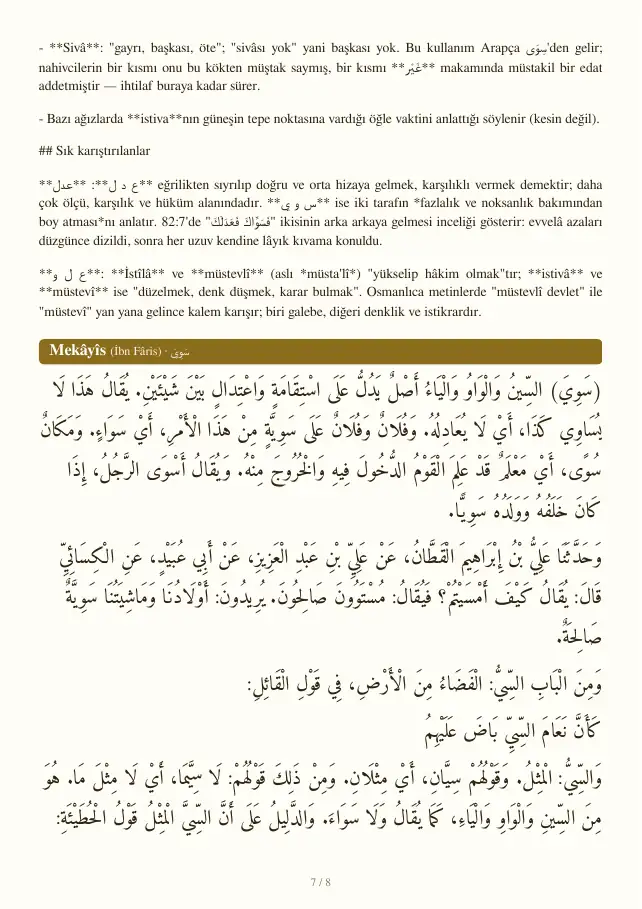 - **Sivâ**: "gayrı, başkası, öte"; "sivâsı yok" yani başkası yok. Bu kullanım Arapça سِوَى'den gelir;
nahivcilerin bir kısmı onu bu kökten müştak saymış, bir kısmı **غَيْر** makamında müstakil bir edat
addetmiştir — ihtilaf buraya kadar sürer.
- Bazı ağızlarda **istiva**nın güneşin tepe noktasına vardığı öğle vaktini anlattığı söylenir (kesin değil).
## Sık karıştırılanlar
**ع د ل**: **عدل** eğrilikten sıyrılıp doğru ve orta hizaya gelmek, karşılıklı vermek demektir; daha
çok ölçü, karşılık ve hüküm alanındadır. **س و ي** ise iki tarafın *fazlalık ve noksanlık bakımından
boy atması*nı anlatır. 82:7'de "فَسَوَّاكَ فَعَدَلَكَ" ikisinin arka arkaya gelmesi inceliği gösterir: evvelâ azaları
düzgünce dizildi, sonra her uzuv kendine lâyık kıvama konuldu.
**ع ل و**: **İstîlâ** ve **müstevlî** (aslı *müsta'lî*) "yükselip hâkim olmak"tır; **istivâ** ve
**müstevî** ise "düzelmek, denk düşmek, karar bulmak". Osmanlıca metinlerde "müstevlî devlet" ile
"müstevî" yan yana gelince kalem karışır; biri galebe, diğeri denklik ve istikrardır.
Mekâyîs (İbn Fâris) · سَوِيَ
(سَوِيَ) السِّينُ وَالْوَاوُ وَالْيَاءُ أَصْلٌ يَدُلُّ عَلَى اسْتِقَامَةٍ وَاعْتِدَالٍ بَيْنَ شَيْئَيْنِ. يُقَالُ هَذَا لَا
يُسَاوِي كَذَا، أَيْ لَا يُعَادِلُهُ. وَفُلَانٌ وَفُلَانٌ عَلَى سَوِيَّةٍ مِنْ هَذَا الْأَمْرِ، أَيْ سَوَاءٍ. وَمَكَانٌ
سُوًى، أَيْ مَعْلَمٌ قَدْ عَلِمَ الْقَوْمُ الدُّخُولَ فِيهِ وَالْخُرُوجَ مِنْهُ. وَيُقَالُ أَسْوَى الرَّجُلُ، إِذَا
كَانَ خَلَفُهُ وَوَلَدُهُ سَوِيًّا.
وَحَدَّثَنَا عَلِيُّ بْنُ إِبْرَاهِيمَ الْقَطَّانُ، عَنْ عَلِيِّ بْنِ عَبْدِ الْعَزِيزِ، عَنْ أَبِي عُبَيْدٍ، عَنِ الْكِسَائِيِّ
قَالَ: يُقَالُ كَيْفَ أَمْسَيْتُمْ؟ فَيُقَالُ: مُسْتَوُونَ صَالِحُونَ. يُرِيدُونَ: أَوْلَادُنَا وَمَاشِيَتُنَا سَوِيَّةٌ
صَالِحَةٌ.
وَمِنَ الْبَابِ السِّيُّ: الْفَضَاءُ مِنَ الْأَرْضِ، فِي قَوْلِ الْقَائِلِ:
كَأَنَّ نَعَامَ السِّيِّ بَاضَ عَلَيْهِمُ
وَالسِّيُّ: الْمِثْلُ. وَقَوْلُهُمْ سِيَّانِ، أَيْ مِثْلَانِ. وَمِنْ ذَلِكَ قَوْلُهُمْ: لَا سِيَّمَا، أَيْ لَا مِثْلَ مَا. هُوَ
مِنَ السِّينِ وَالْوَاوِ وَالْيَاءِ، كَمَا يُقَالُ وَلَا سَوَاءَ. وَالدَّلِيلُ عَلَى أَنَّ السِّيَّ الْمِثْلُ قَوْلُ الْحُطَيْئَةِ:
7 / 8